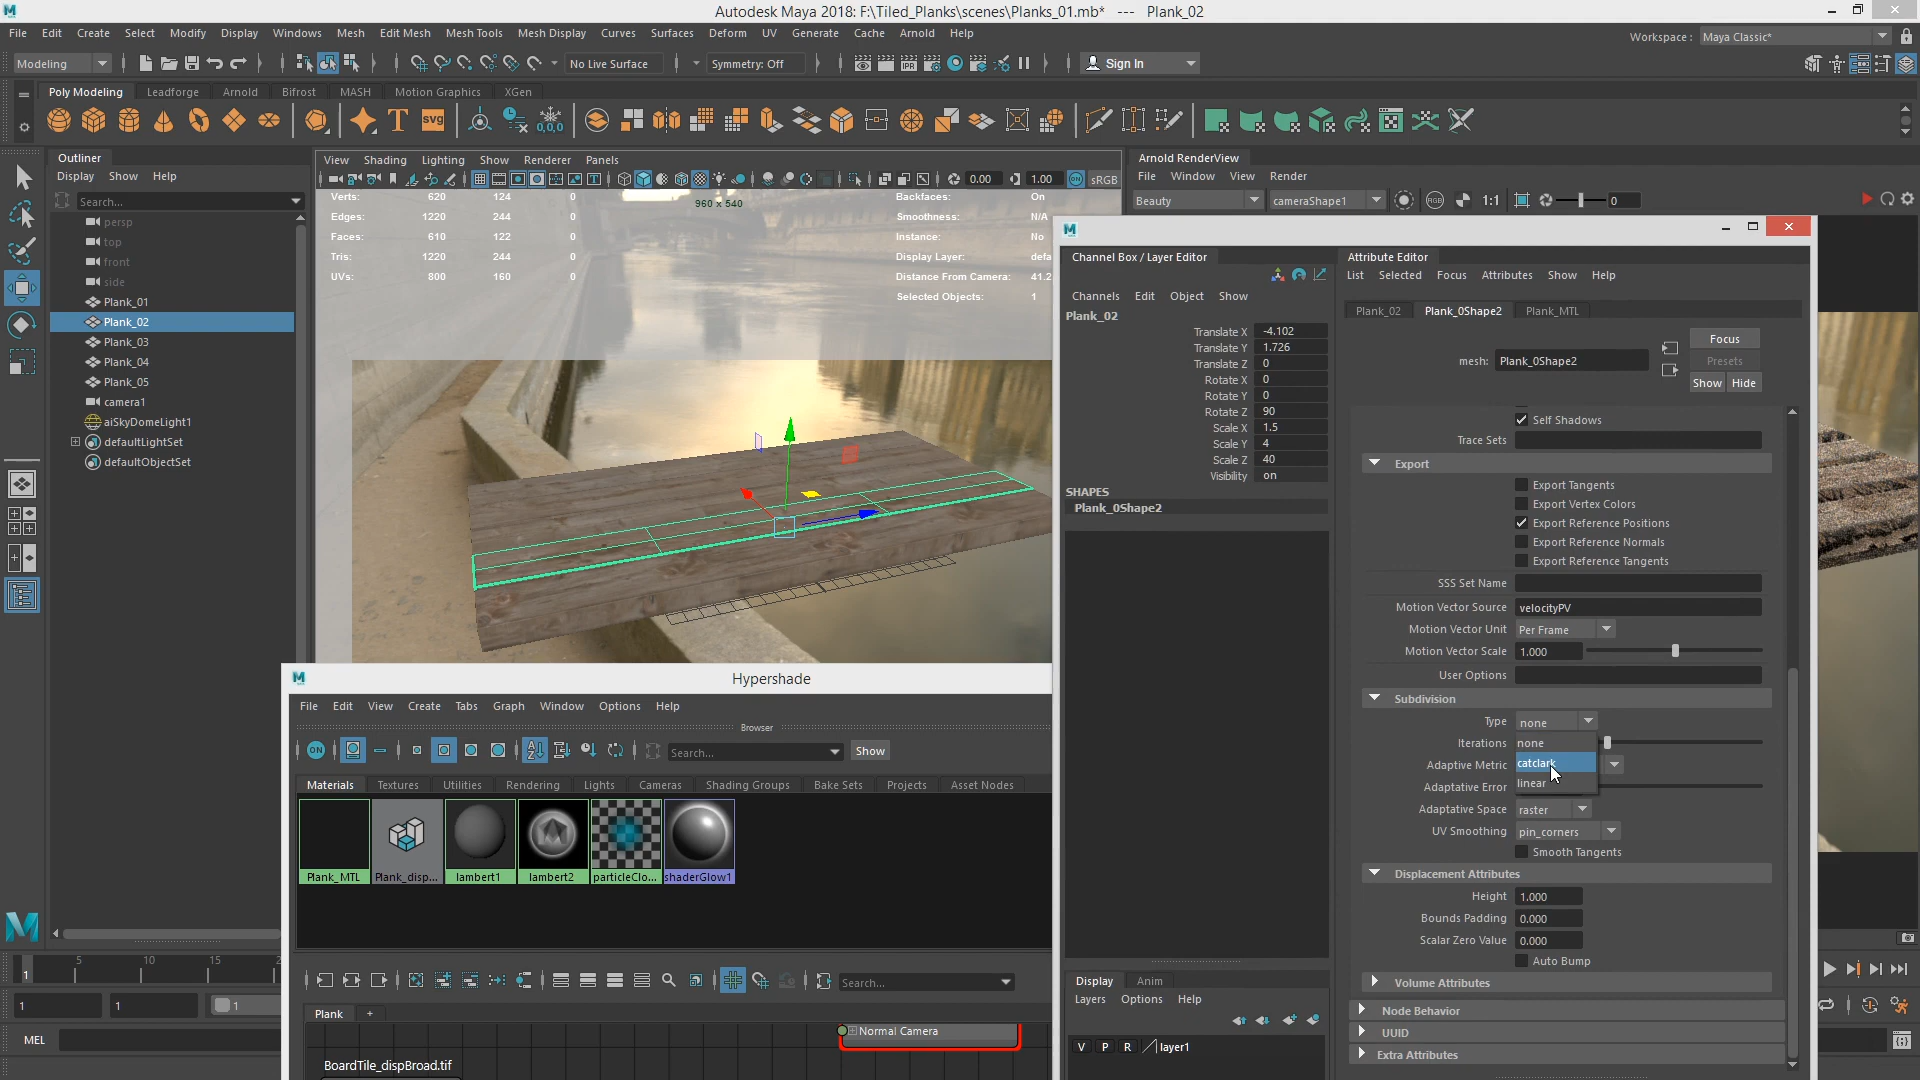 Autodesk Maya 2018: F:\Tiled_Planks\scenes\Planks_01.mb* --- Plank_02
File Edit Create Select Modify Display Windows Mesh Edit Mesh Mesh Tools Mesh Display Curves Surfaces Deform UV Generate Cache Arnold Help
Workspace : Maya Classic*
Modeling No Live Surface Symmetry: Off Sign In
Poly Modeling Leadforge Arnold Bifrost MASH Motion Graphics XGen
svg 0,0,0
Outliner
Display Show Help
Search...
persp
top
front
side
Plank_01
Plank_02
Plank_03
Plank_04
Plank_05
camera1
aiSkyDomeLight1
defaultLightSet
defaultObjectSet
View Shading Lighting Show Renderer Panels
0.00 1.00 sRGB
960 x 540
Verts: 620 124 0
Edges: 1220 244 0
Faces: 610 122 0
Tris: 1220 244 0
UVs: 800 160 0
Backfaces: On
Smoothness: N/A
Instance: No
Display Layer: defa
Distance From Camera: 41.2
Selected Objects: 1
Arnold RenderView
File Window View Render
Beauty cameraShape1 RGB 1:1 0
Channel Box / Layer Editor
Channels Edit Object Show
Plank_02
Translate X -4.102
Translate Y 1.726
Translate Z 0
Rotate X 0
Rotate Y 0
Rotate Z 90
Scale X 1.5
Scale Y 4
Scale Z 40
Visibility on
SHAPES
Plank_0Shape2
Display Anim
Layers Options Help
V P R layer1
Attribute Editor
List Selected Focus Attributes Show Help
Plank_02 Plank_0Shape2 Plank_MTL
mesh: Plank_0Shape2
Focus
Presets
Show Hide
Self Shadows
Trace Sets
Export
Export Tangents
Export Vertex Colors
Export Reference Positions
Export Reference Normals
Export Reference Tangents
SSS Set Name
Motion Vector Source velocityPV
Motion Vector Unit Per Frame
Motion Vector Scale 1.000
User Options
Subdivision
Type none
Iterations
none
catclark
linear
Adaptive Metric
Adaptive Error
Adaptative Space raster
UV Smoothing pin_corners
Smooth Tangents
Displacement Attributes
Height 1.000
Bounds Padding 0.000
Scalar Zero Value 0.000
Auto Bump
Volume Attributes
Node Behavior
UUID
Extra Attributes
Hypershade
File Edit View Create Tabs Graph Window Options Help
Browser
ON Search... Show
Materials Textures Utilities Rendering Lights Cameras Shading Groups Bake Sets Projects Asset Nodes
Plank_MTL Plank_disp... lambert1 lambert2 particleClo... shaderGlow1
Search...
Plank +
Normal Camera
BoardTile_dispBroad.tif
1 5 10 15 2
1 1 1
MEL